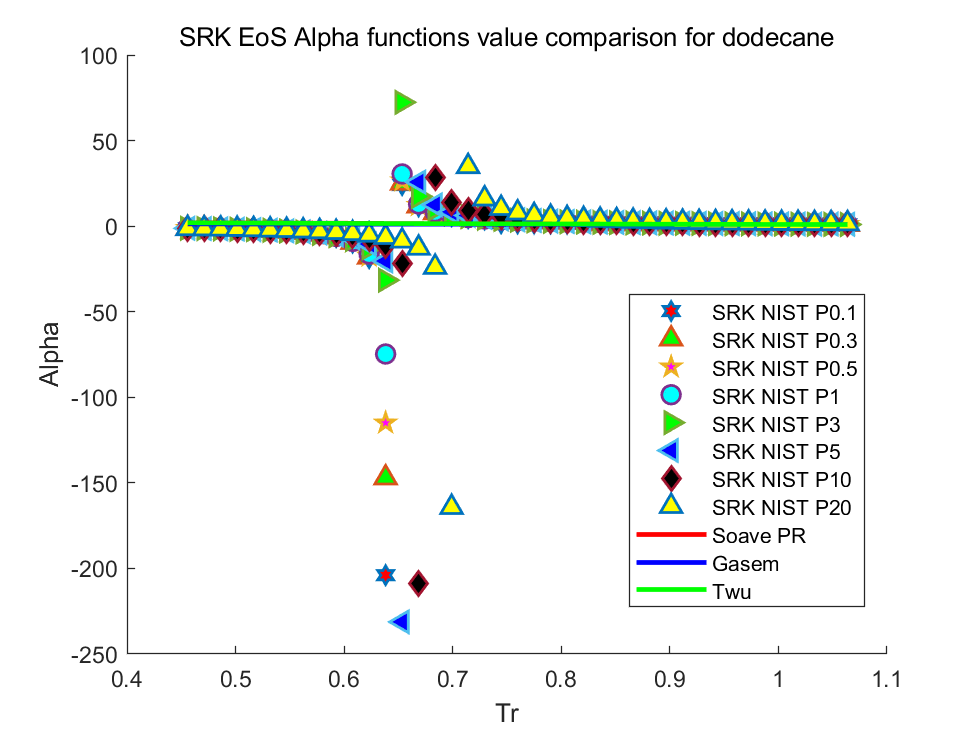 SRK EoS Alpha functions value comparison for dodecane
100
50
0
-50
-100
-150
-200
-250
Alpha
0.4 0.5 0.6 0.7 0.8 0.9 1 1.1
Tr
SRK NIST P0.1
SRK NIST P0.3
SRK NIST P0.5
SRK NIST P1
SRK NIST P3
SRK NIST P5
SRK NIST P10
SRK NIST P20
Soave PR
Gasem
Twu